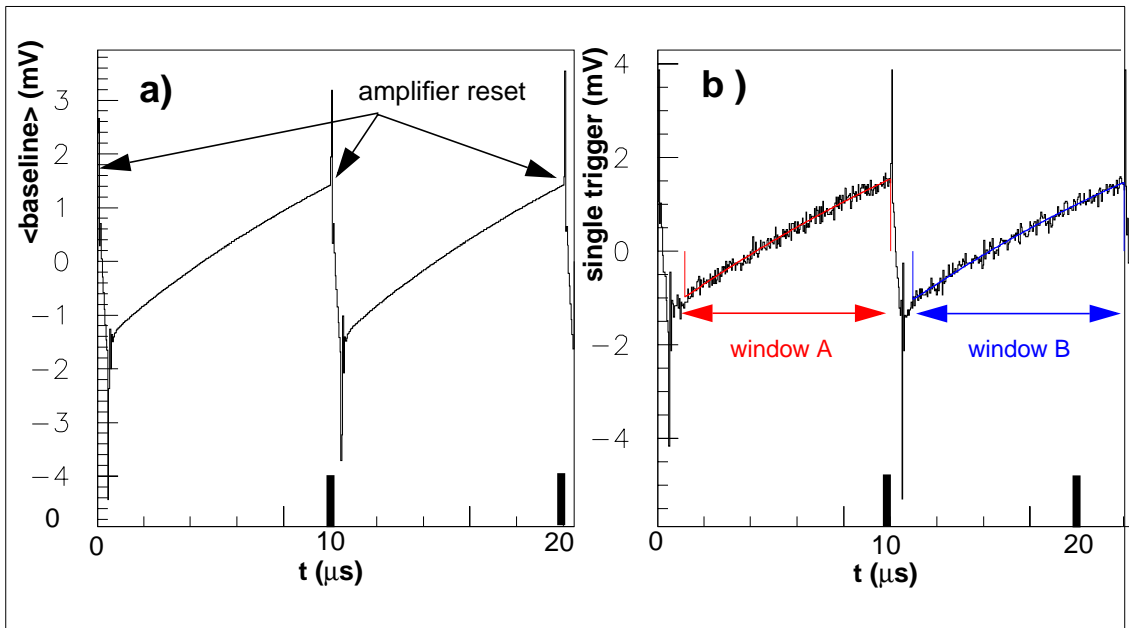 <baseline> (mV)
a)
amplifier reset
3
2
1
0
−1
−2
−3
−4
0
0
10
20
t (μs)
single trigger (mV)
b )
4
2
0
−2
−4
window A
window B
0
10
20
t (μs)